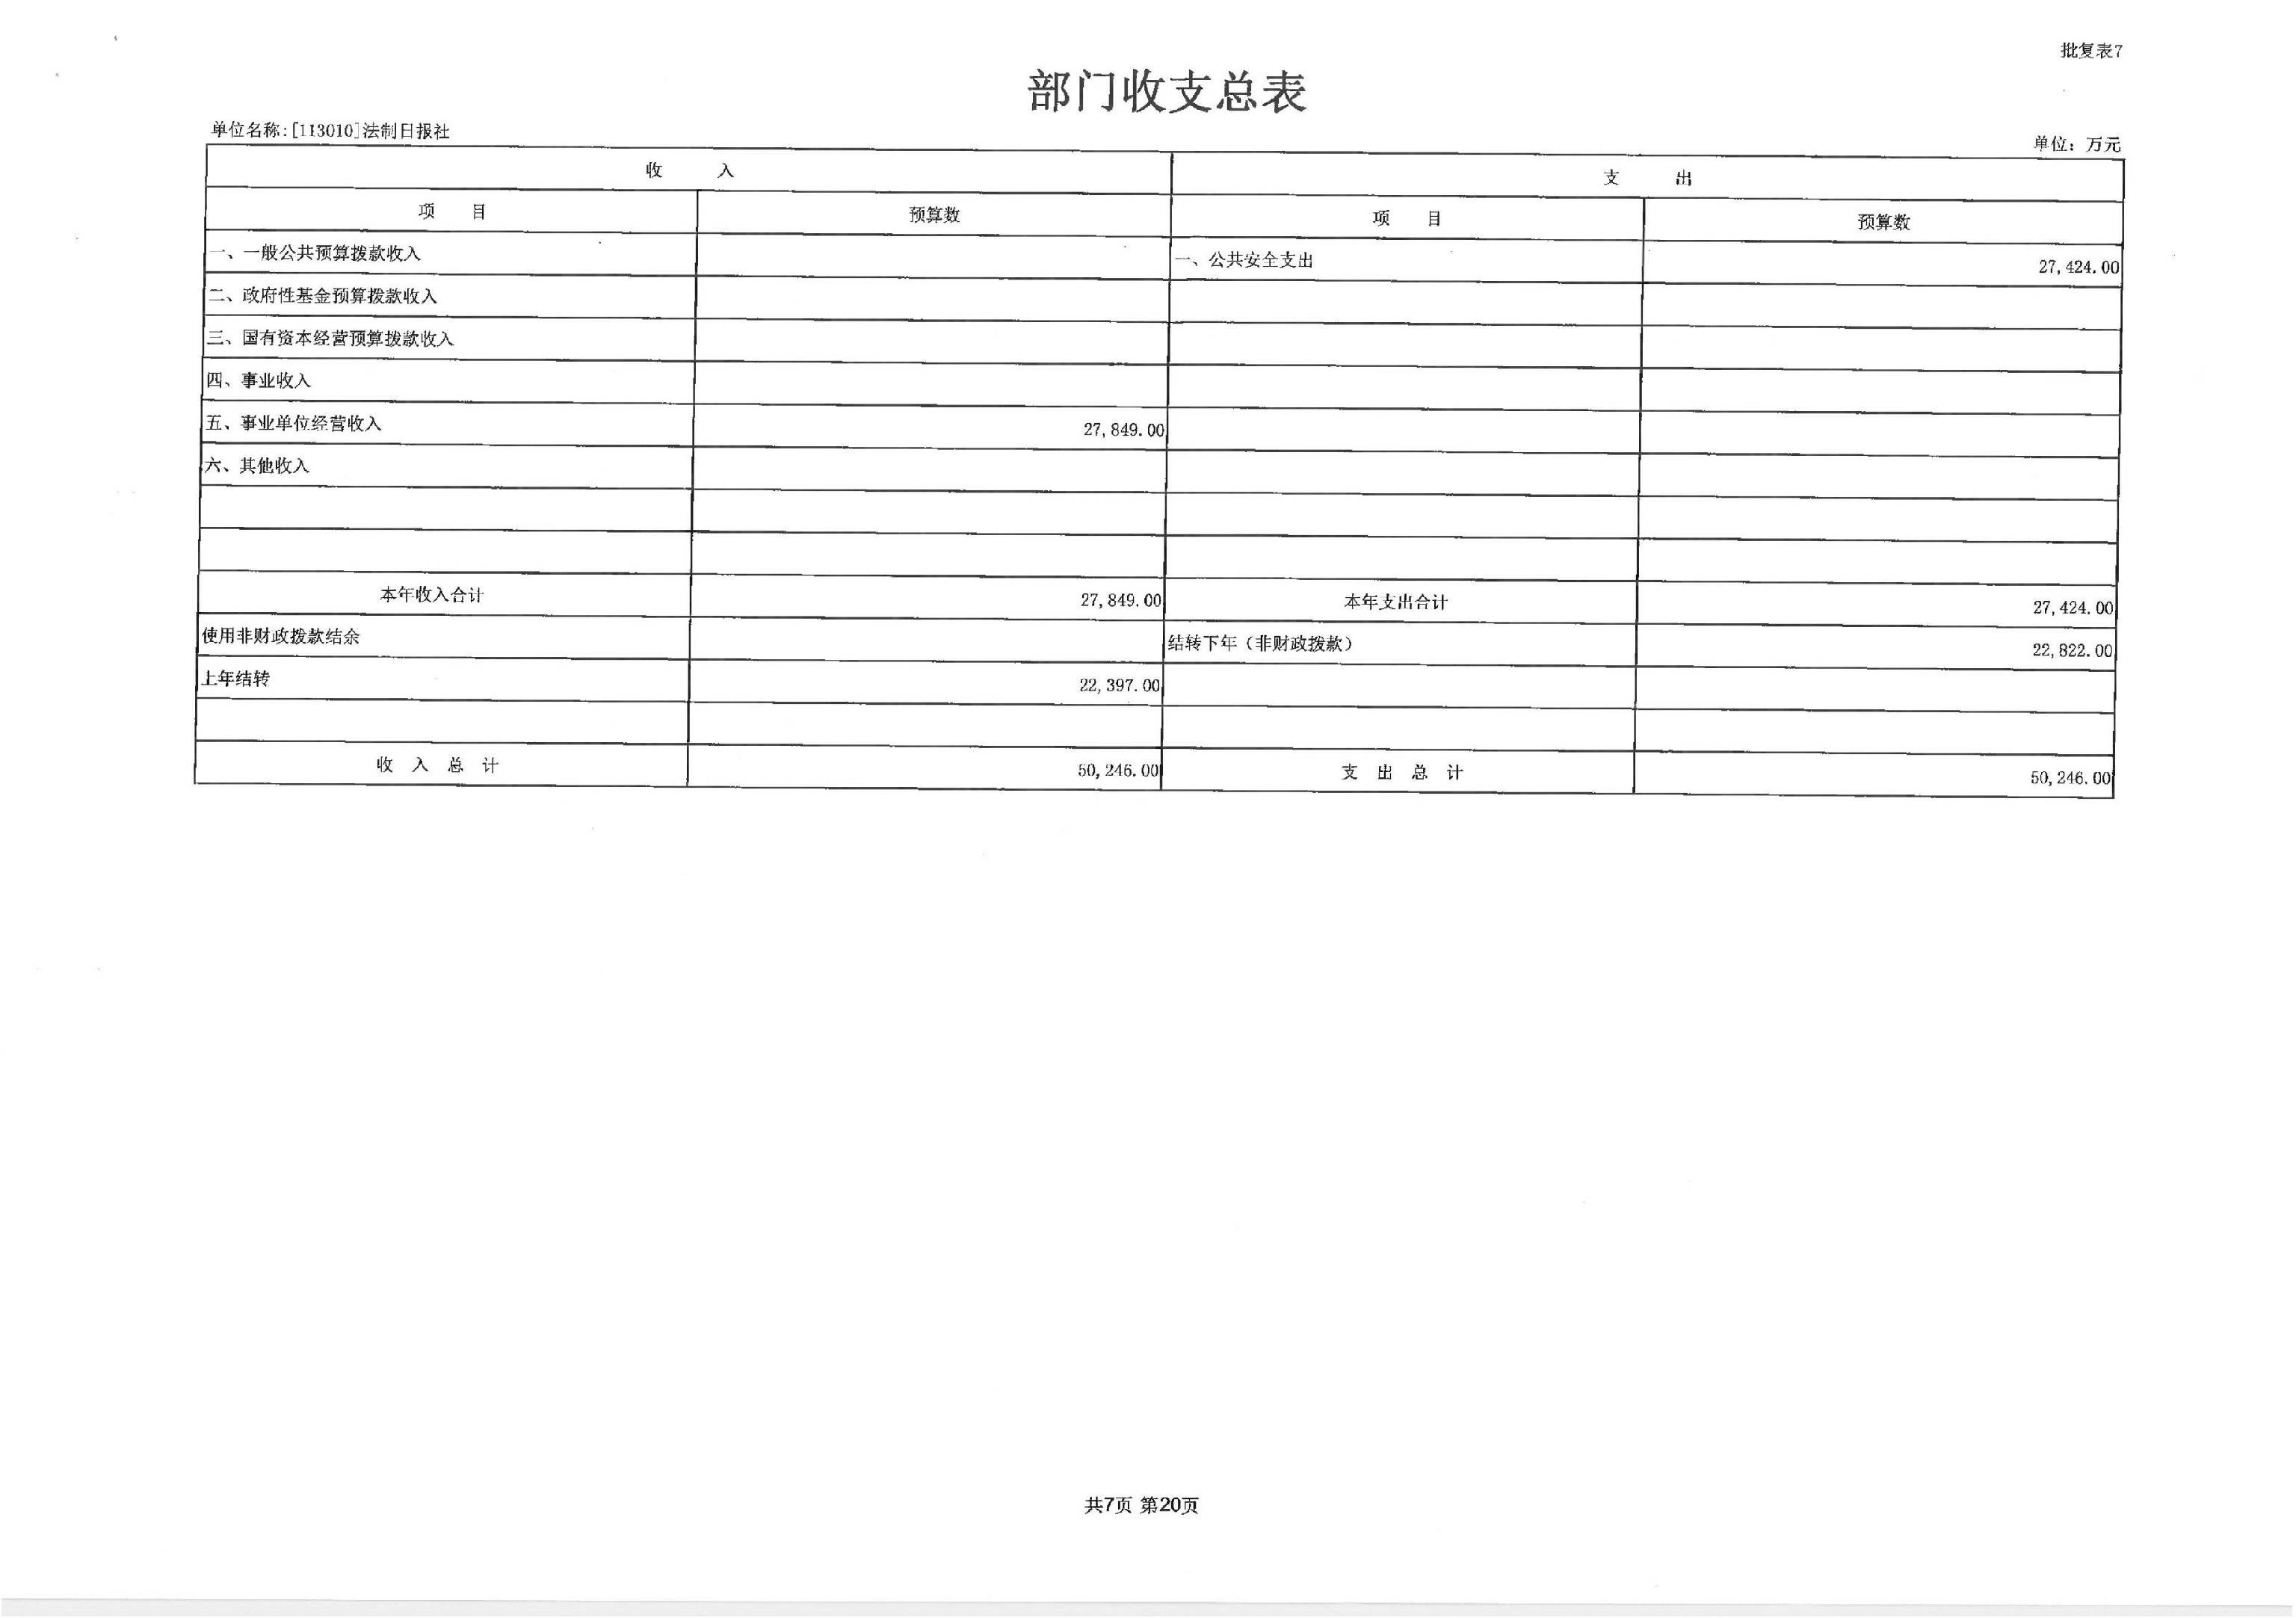 批复表7
部门收支总表
单位名称:[113010]法制日报社
单位：万元
收 入 支 出
项 目 预算数 项 目 预算数
一、一般公共预算拨款收入 一、公共安全支出 27,424.00
二、政府性基金预算拨款收入
三、国有资本经营预算拨款收入
四、事业收入
五、事业单位经营收入 27,849.00
六、其他收入
本年收入合计 27,849.00 本年支出合计 27,424.00
使用非财政拨款结余 结转下年（非财政拨款） 22,822.00
上年结转 22,397.00
收 入 总 计 50,246.00 支 出 总 计 50,246.00
共7页 第20页